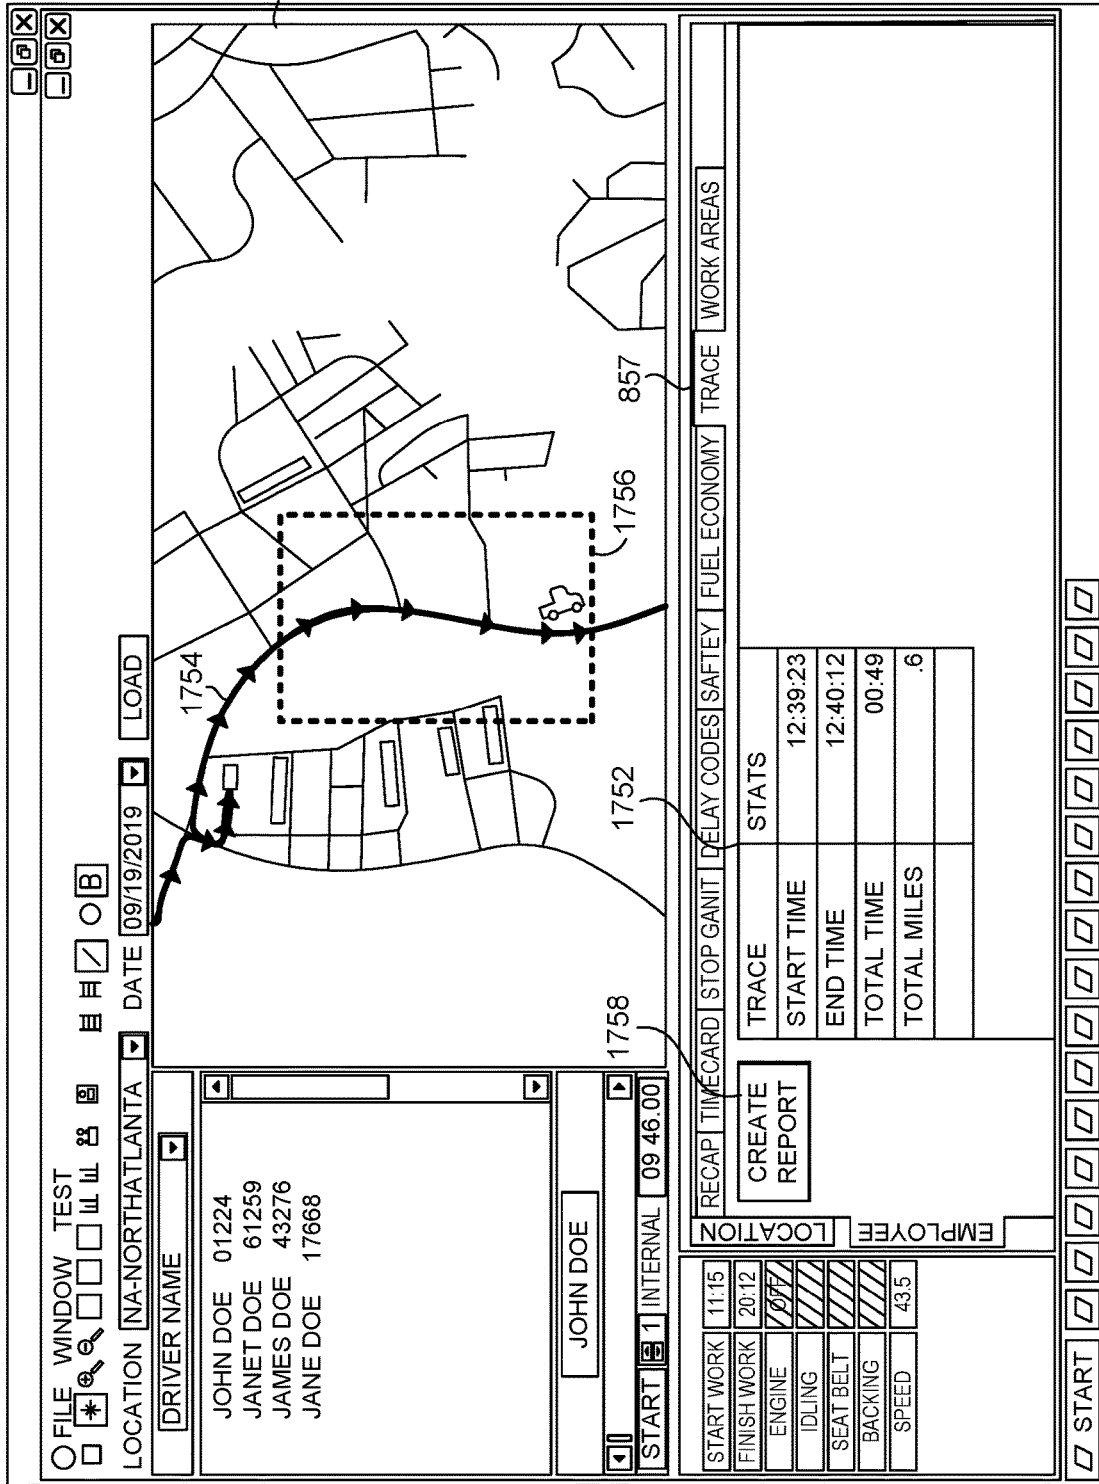 FILE WINDOW TEST
B
LOCATION NA-NORTHATLANTA DATE 09/19/2019 LOAD
DRIVER NAME
JOHN DOE 01224
JANET DOE 61259
JAMES DOE 43276
JANE DOE 17668
JOHN DOE
START 1 INTERNAL 09 46.00
1754
1756
857
1752
1758
START WORK 11:15
FINISH WORK 20:12
ENGINE OFF
IDLING
SEAT BELT
BACKING
SPEED 43.5
LOCATION
EMPLOYEE
RECAP TIMECARD STOP GANIT DELAY CODES SAFTEY FUEL ECONOMY TRACE WORK AREAS
CREATE
REPORT
TRACE STATS
START TIME 12:39:23
END TIME 12:40:12
TOTAL TIME 00:49
TOTAL MILES .6
START